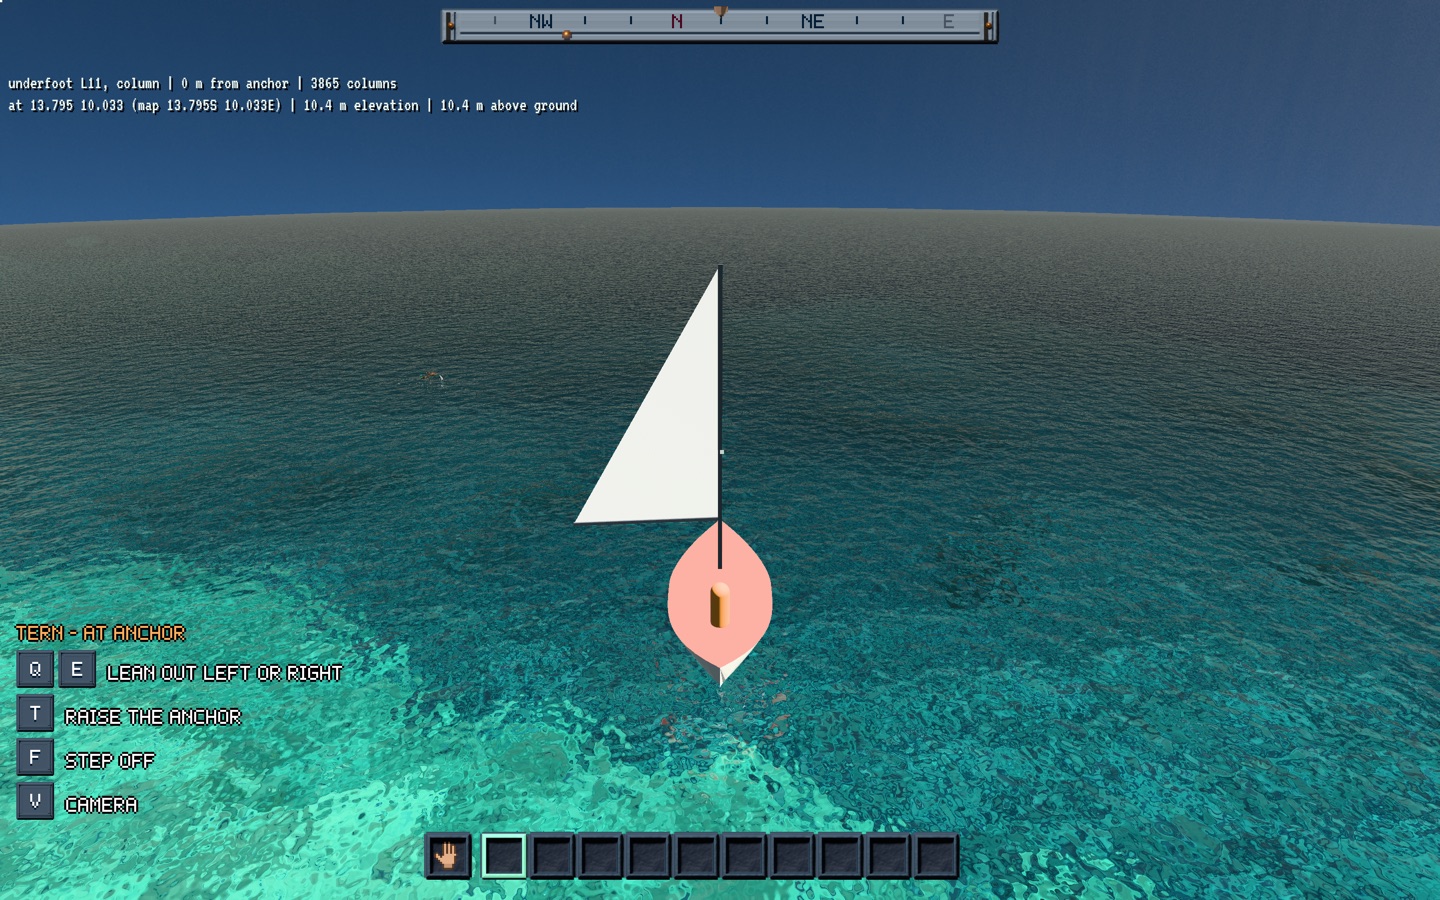 NW N NE E
underfoot L11, column | 0 m from anchor | 3865 columns
at 13.795 10.033 (map 13.795S 10.033E) | 10.4 m elevation | 10.4 m above ground
TERN - AT ANCHOR
Q E LEAN OUT LEFT OR RIGHT
T RAISE THE ANCHOR
F STEP OFF
V CAMERA